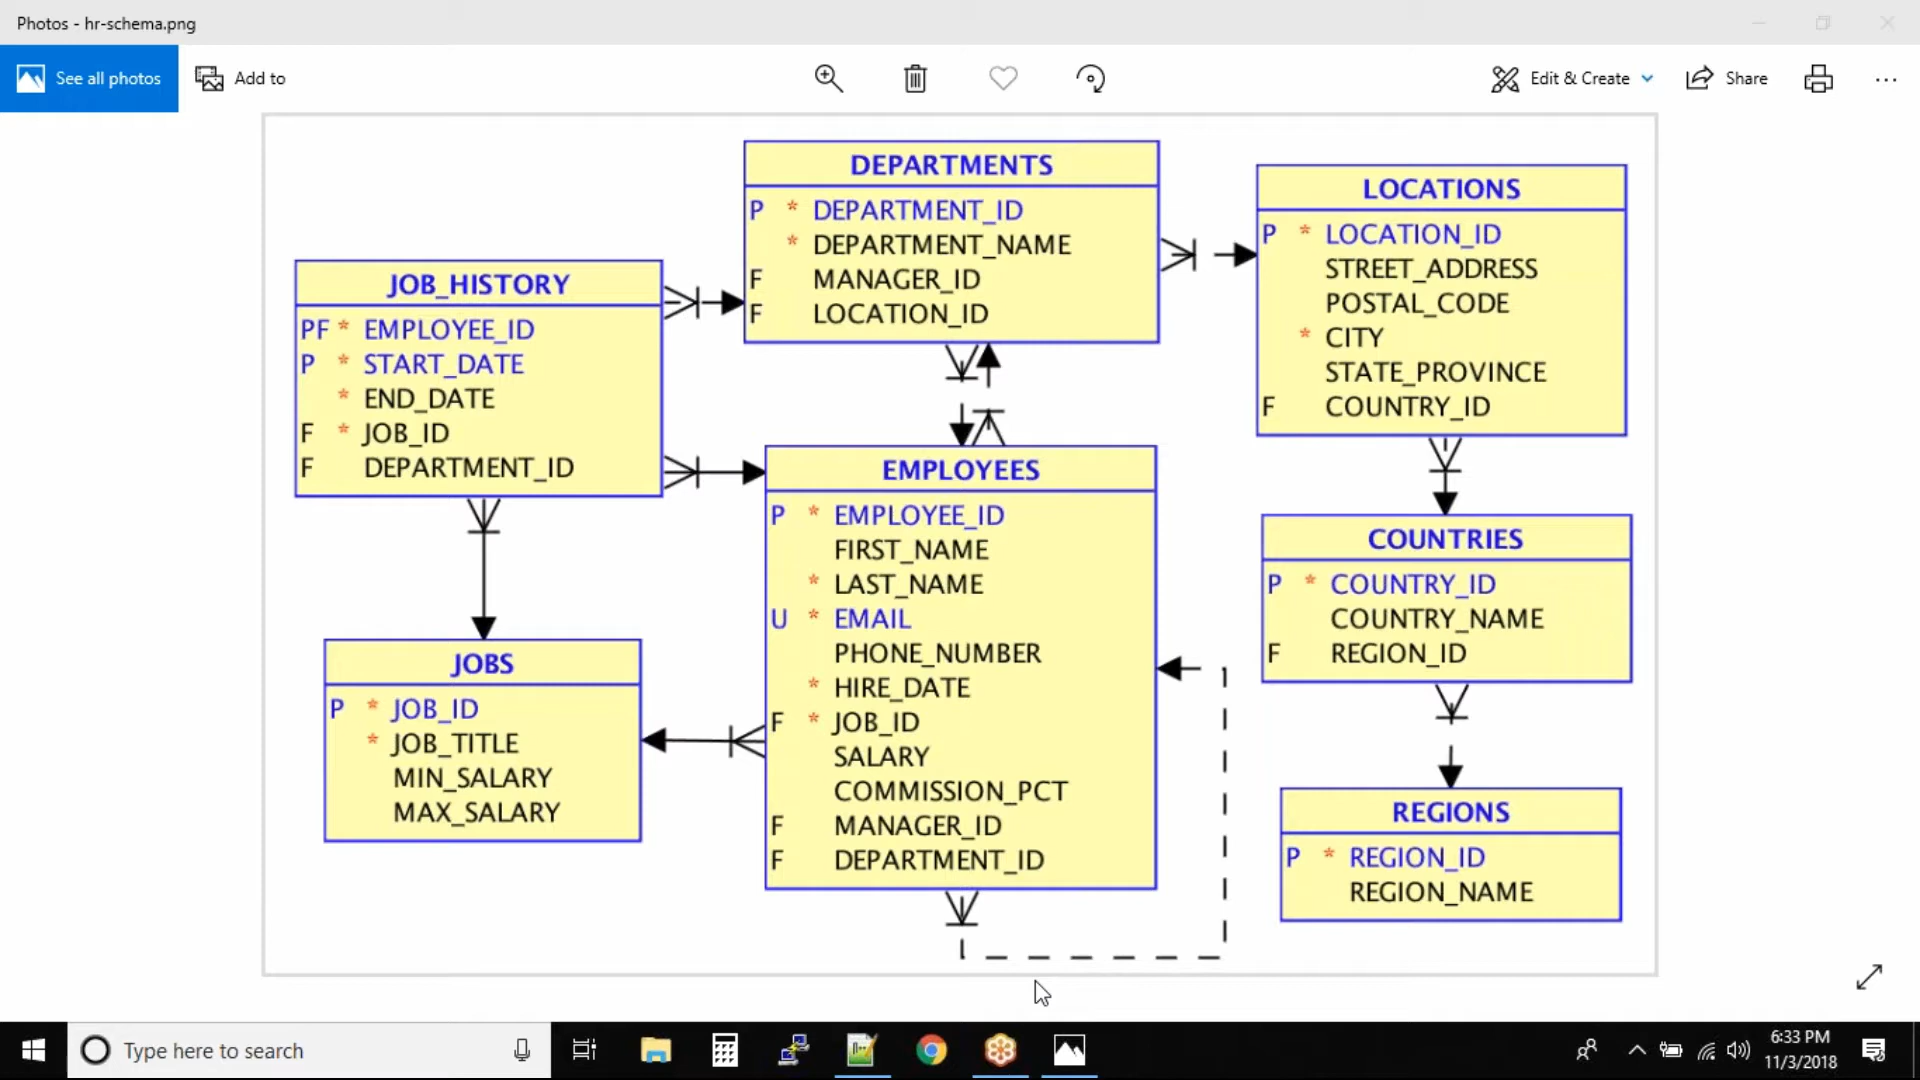 Photos - hr-schema.png
See all photos
Add to
Edit & Create
Share
DEPARTMENTS
P * DEPARTMENT_ID
* DEPARTMENT_NAME
F MANAGER_ID
F LOCATION_ID
LOCATIONS
P * LOCATION_ID
STREET_ADDRESS
POSTAL_CODE
* CITY
STATE_PROVINCE
F COUNTRY_ID
JOB_HISTORY
PF * EMPLOYEE_ID
P * START_DATE
* END_DATE
F * JOB_ID
F DEPARTMENT_ID
EMPLOYEES
P * EMPLOYEE_ID
FIRST_NAME
* LAST_NAME
U * EMAIL
PHONE_NUMBER
* HIRE_DATE
F * JOB_ID
SALARY
COMMISSION_PCT
F MANAGER_ID
F DEPARTMENT_ID
COUNTRIES
P * COUNTRY_ID
COUNTRY_NAME
F REGION_ID
JOBS
P * JOB_ID
* JOB_TITLE
MIN_SALARY
MAX_SALARY
REGIONS
P * REGION_ID
REGION_NAME
Type here to search
6:33 PM
11/3/2018